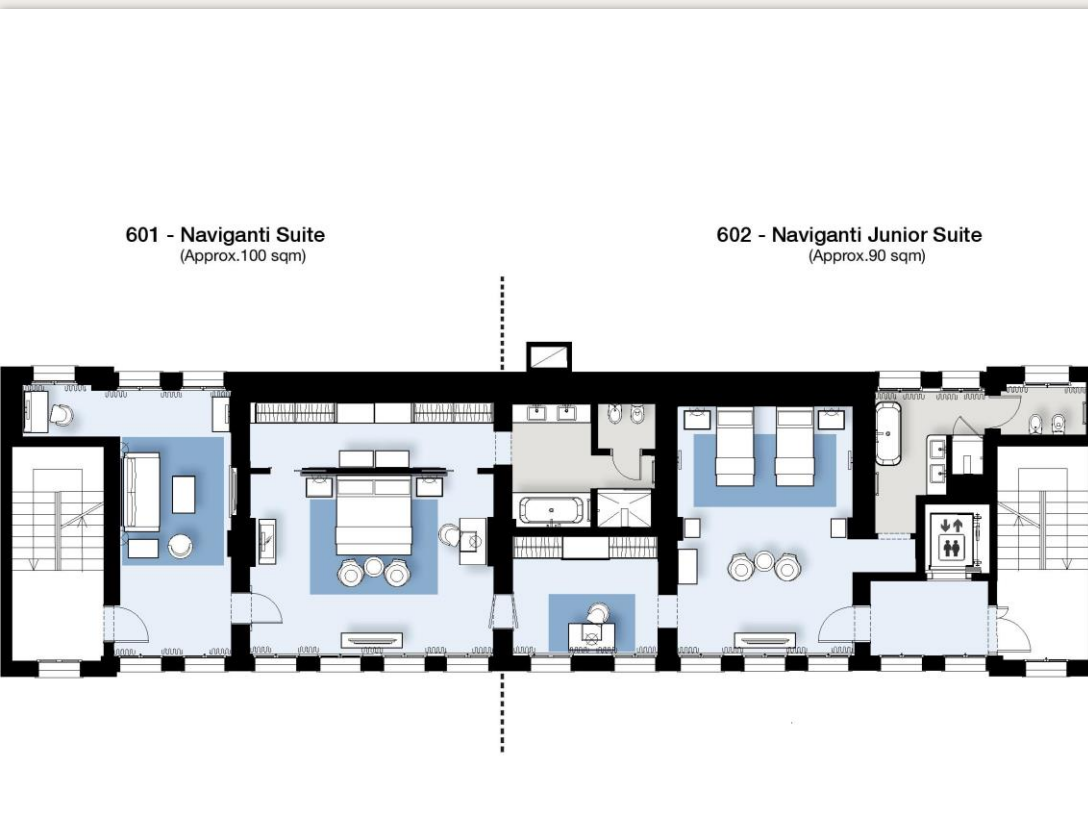 601 - Naviganti Suite
(Approx.100 sqm)
602 - Naviganti Junior Suite
(Approx.90 sqm)